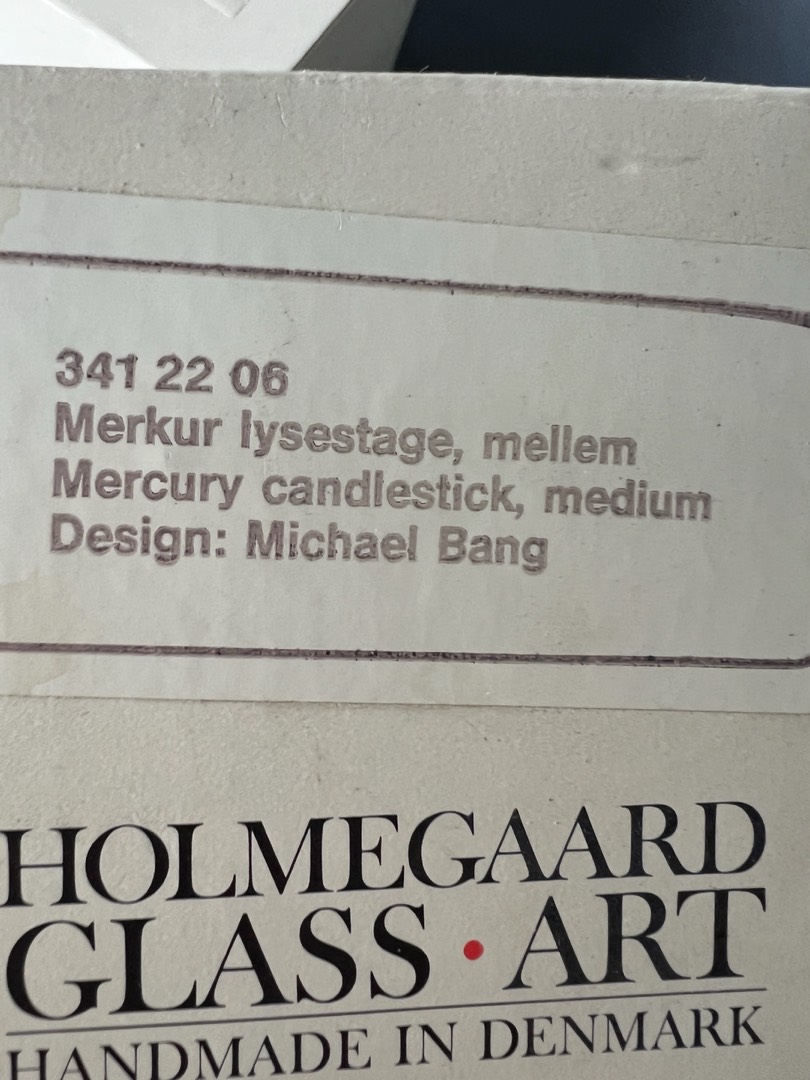 341 22 06
Merkur lysestage, mellem
Mercury candlestick, medium
Design: Michael Bang
HOLMEGAARD
GLASS • ART
HANDMADE IN DENMARK